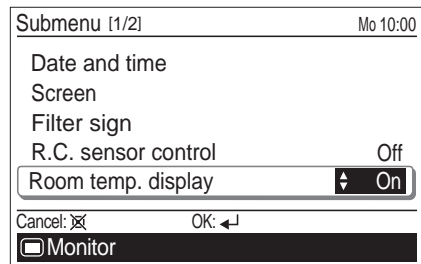 Submenu [1/2] Mo 10:00
Date and time
Screen
Filter sign
R.C. sensor control Off
Room temp. display On
Cancel: OK:
Monitor